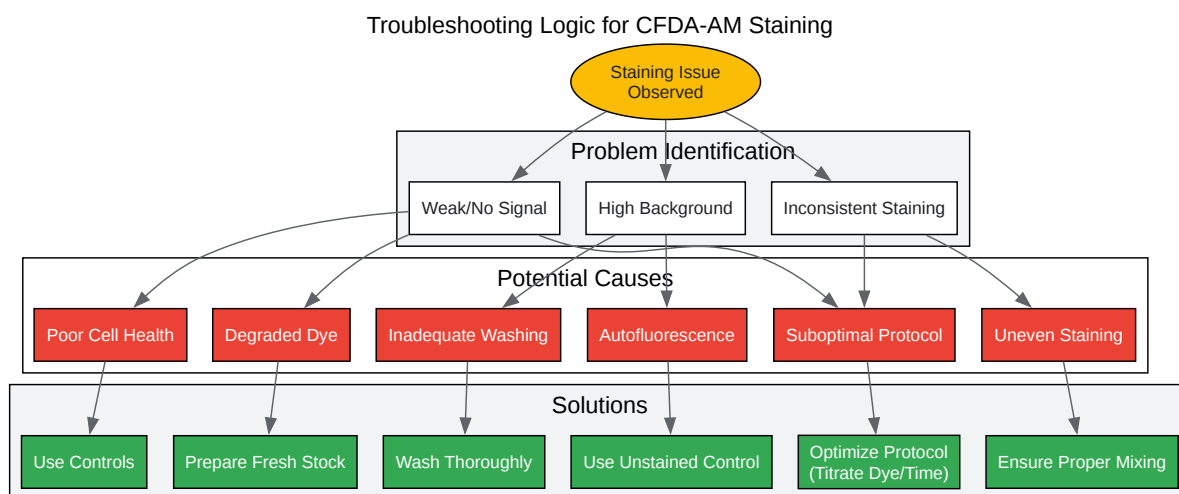 Troubleshooting Logic for CFDA-AM Staining
Staining Issue
Observed
Problem Identification
Weak/No Signal
High Background
Inconsistent Staining
Potential Causes
Poor Cell Health
Degraded Dye
Inadequate Washing
Autofluorescence
Suboptimal Protocol
Uneven Staining
Solutions
Use Controls
Prepare Fresh Stock
Wash Thoroughly
Use Unstained Control
Optimize Protocol
(Titrate Dye/Time)
Ensure Proper Mixing